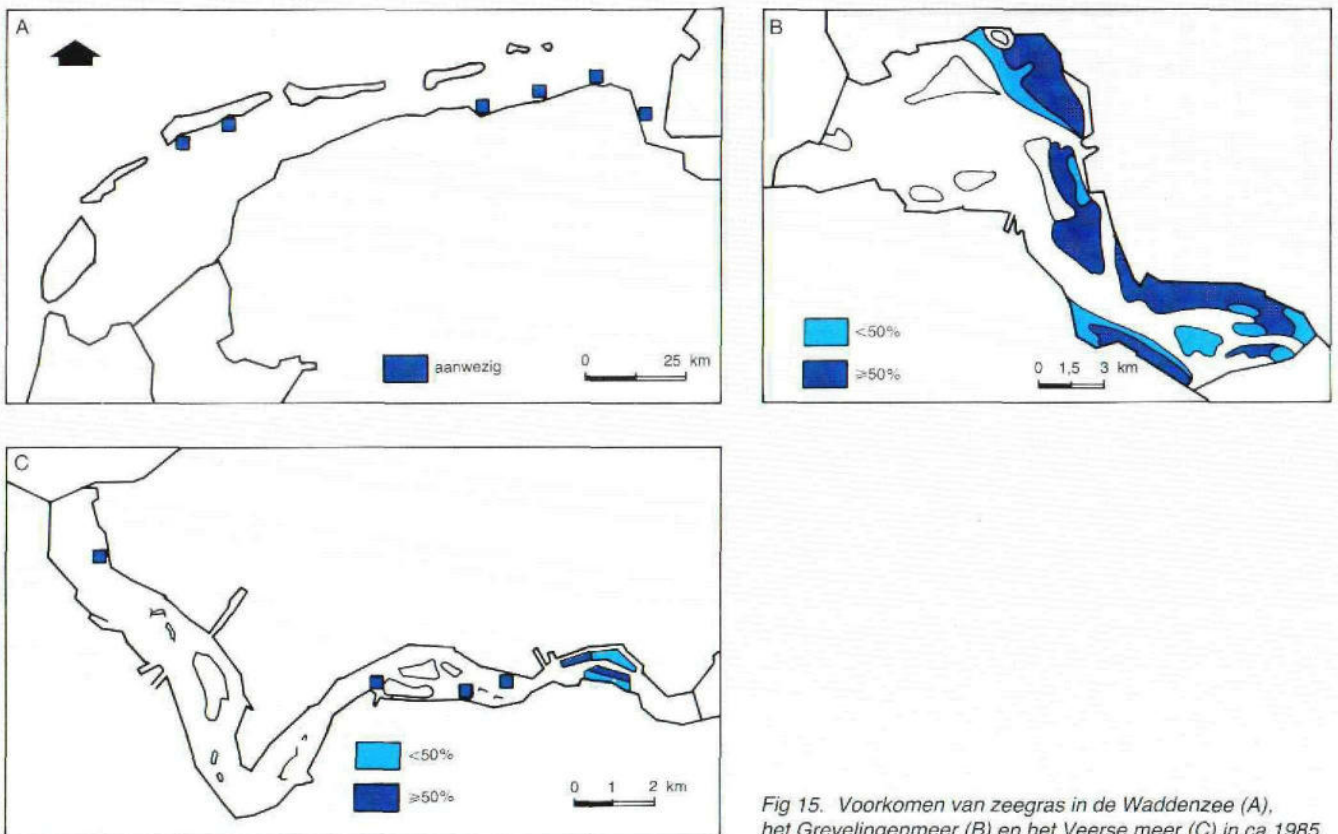 A
aanwezig
0 25 km
B
<50%
≥50%
0 1,5 3 km
C
<50%
≥50%
0 1 2 km
Fig 15. Voorkomen van zeegras in de Waddenzee (A),
het Grevelingenmeer (B) en het Veerse meer (C) in ca 1985.